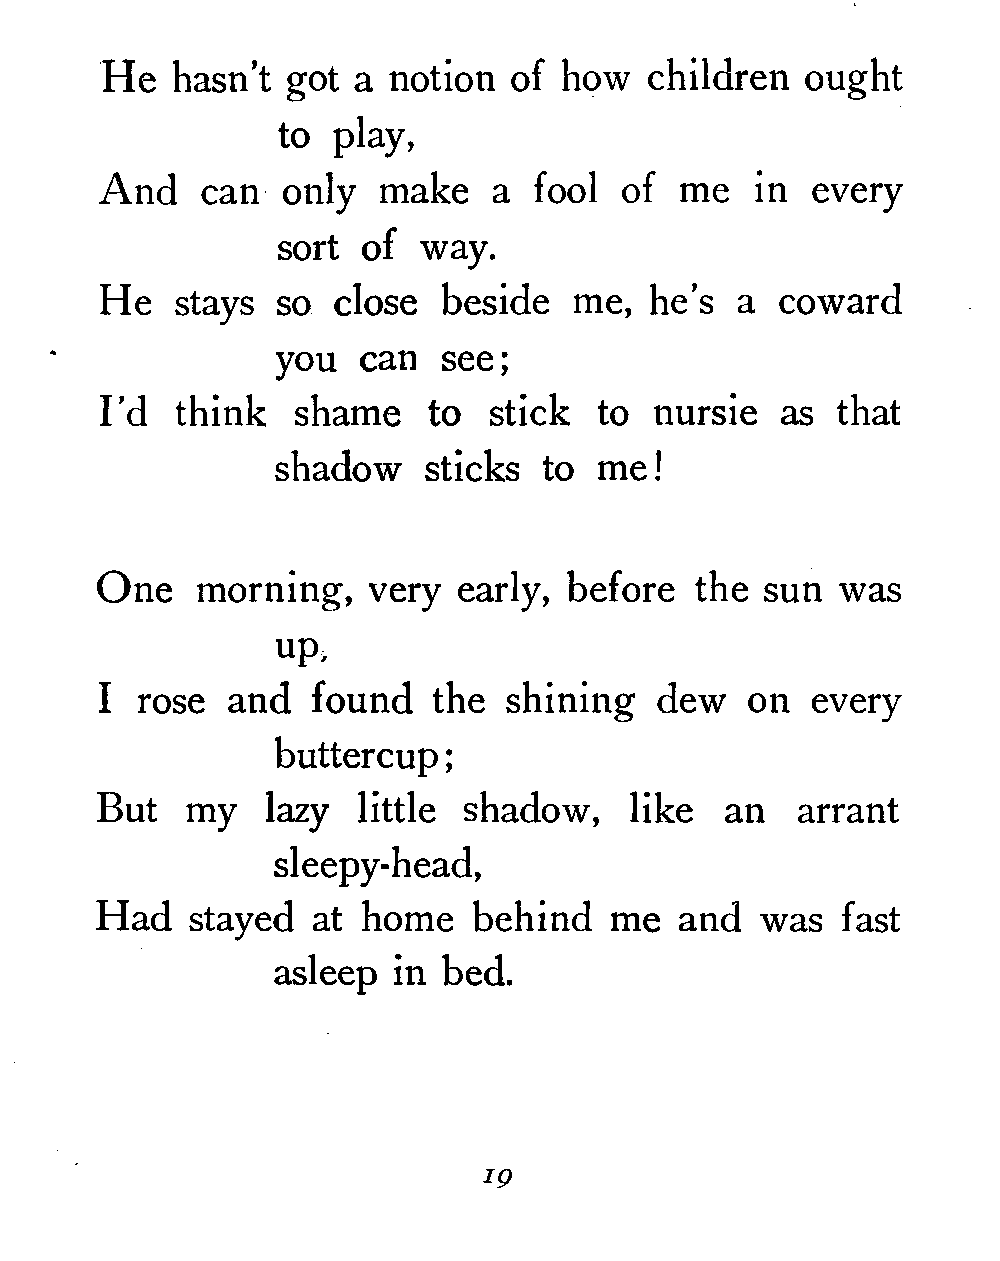 He hasn't got a notion of how children ought
to play,
And can only make a fool of me in every
sort of way.
He stays so close beside me, he's a coward
you can see;
I'd think shame to stick to nursie as that
shadow sticks to me!
One morning, very early, before the sun was
up,
I rose and found the shining dew on every
buttercup;
But my lazy little shadow, like an arrant
sleepy-head,
Had stayed at home behind me and was fast
asleep in bed.
19